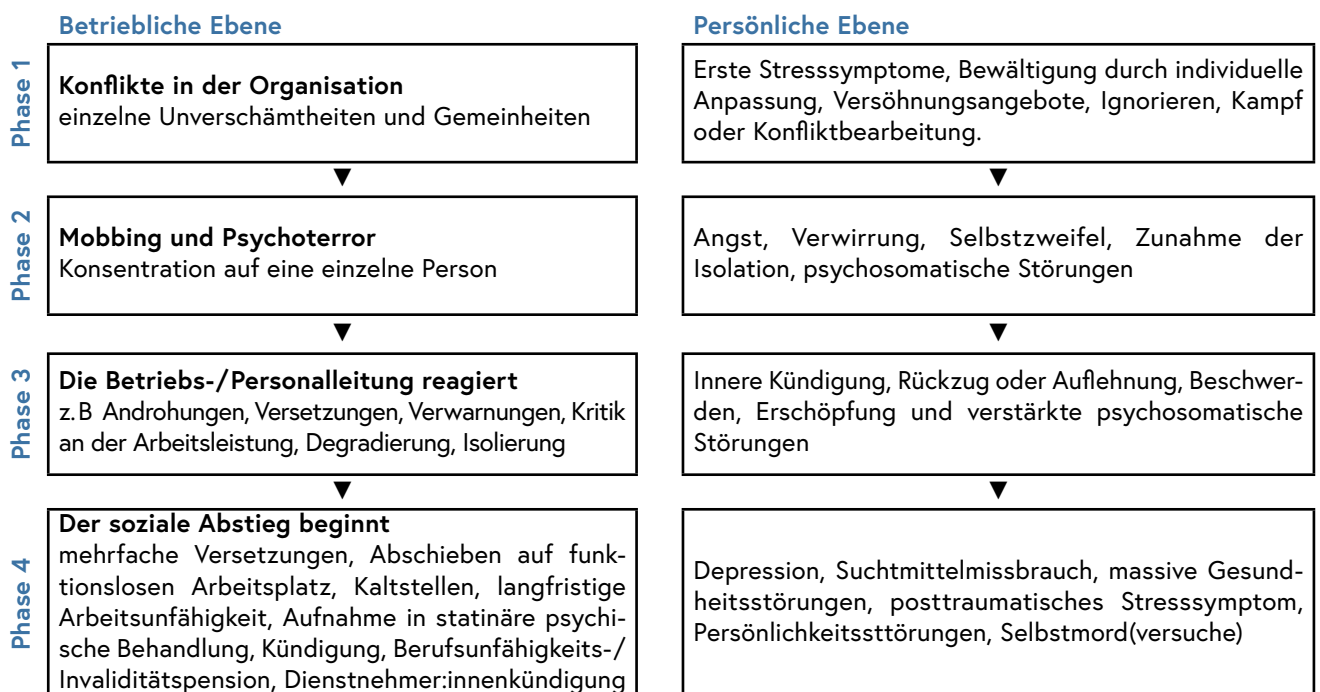 Betriebliche Ebene
Persönliche Ebene
Phase 1
Konflikte in der Organisation
einzelne Unverschämtheiten und Gemeinheiten
Erste Stresssymptome, Bewältigung durch individuelle
Anpassung, Versöhnungsangebote, Ignorieren, Kampf
oder Konfliktbearbeitung.
▼
▼
Phase 2
Mobbing und Psychoterror
Konsentration auf eine einzelne Person
Angst, Verwirrung, Selbstzweifel, Zunahme der
Isolation, psychosomatische Störungen
▼
▼
Phase 3
Die Betriebs-/Personalleitung reagiert
z.B Androhungen, Versetzungen, Verwarnungen, Kritik
an der Arbeitsleistung, Degradierung, Isolierung
Innere Kündigung, Rückzug oder Auflehnung, Beschwer-
den, Erschöpfung und verstärkte psychosomatische
Störungen
▼
▼
Phase 4
Der soziale Abstieg beginnt
mehrfache Versetzungen, Abschieben auf funk-
tionslosen Arbeitsplatz, Kaltstellen, langfristige
Arbeitsunfähigkeit, Aufnahme in statinäre psychi-
sche Behandlung, Kündigung, Berufsunfähigkeits-/
Invaliditätspension, Dienstnehmer:innenkündigung
Depression, Suchtmittelmissbrauch, massive Gesund-
heitsstörungen, posttraumatisches Stresssymptom,
Persönlichkeitssttörungen, Selbstmord(versuche)